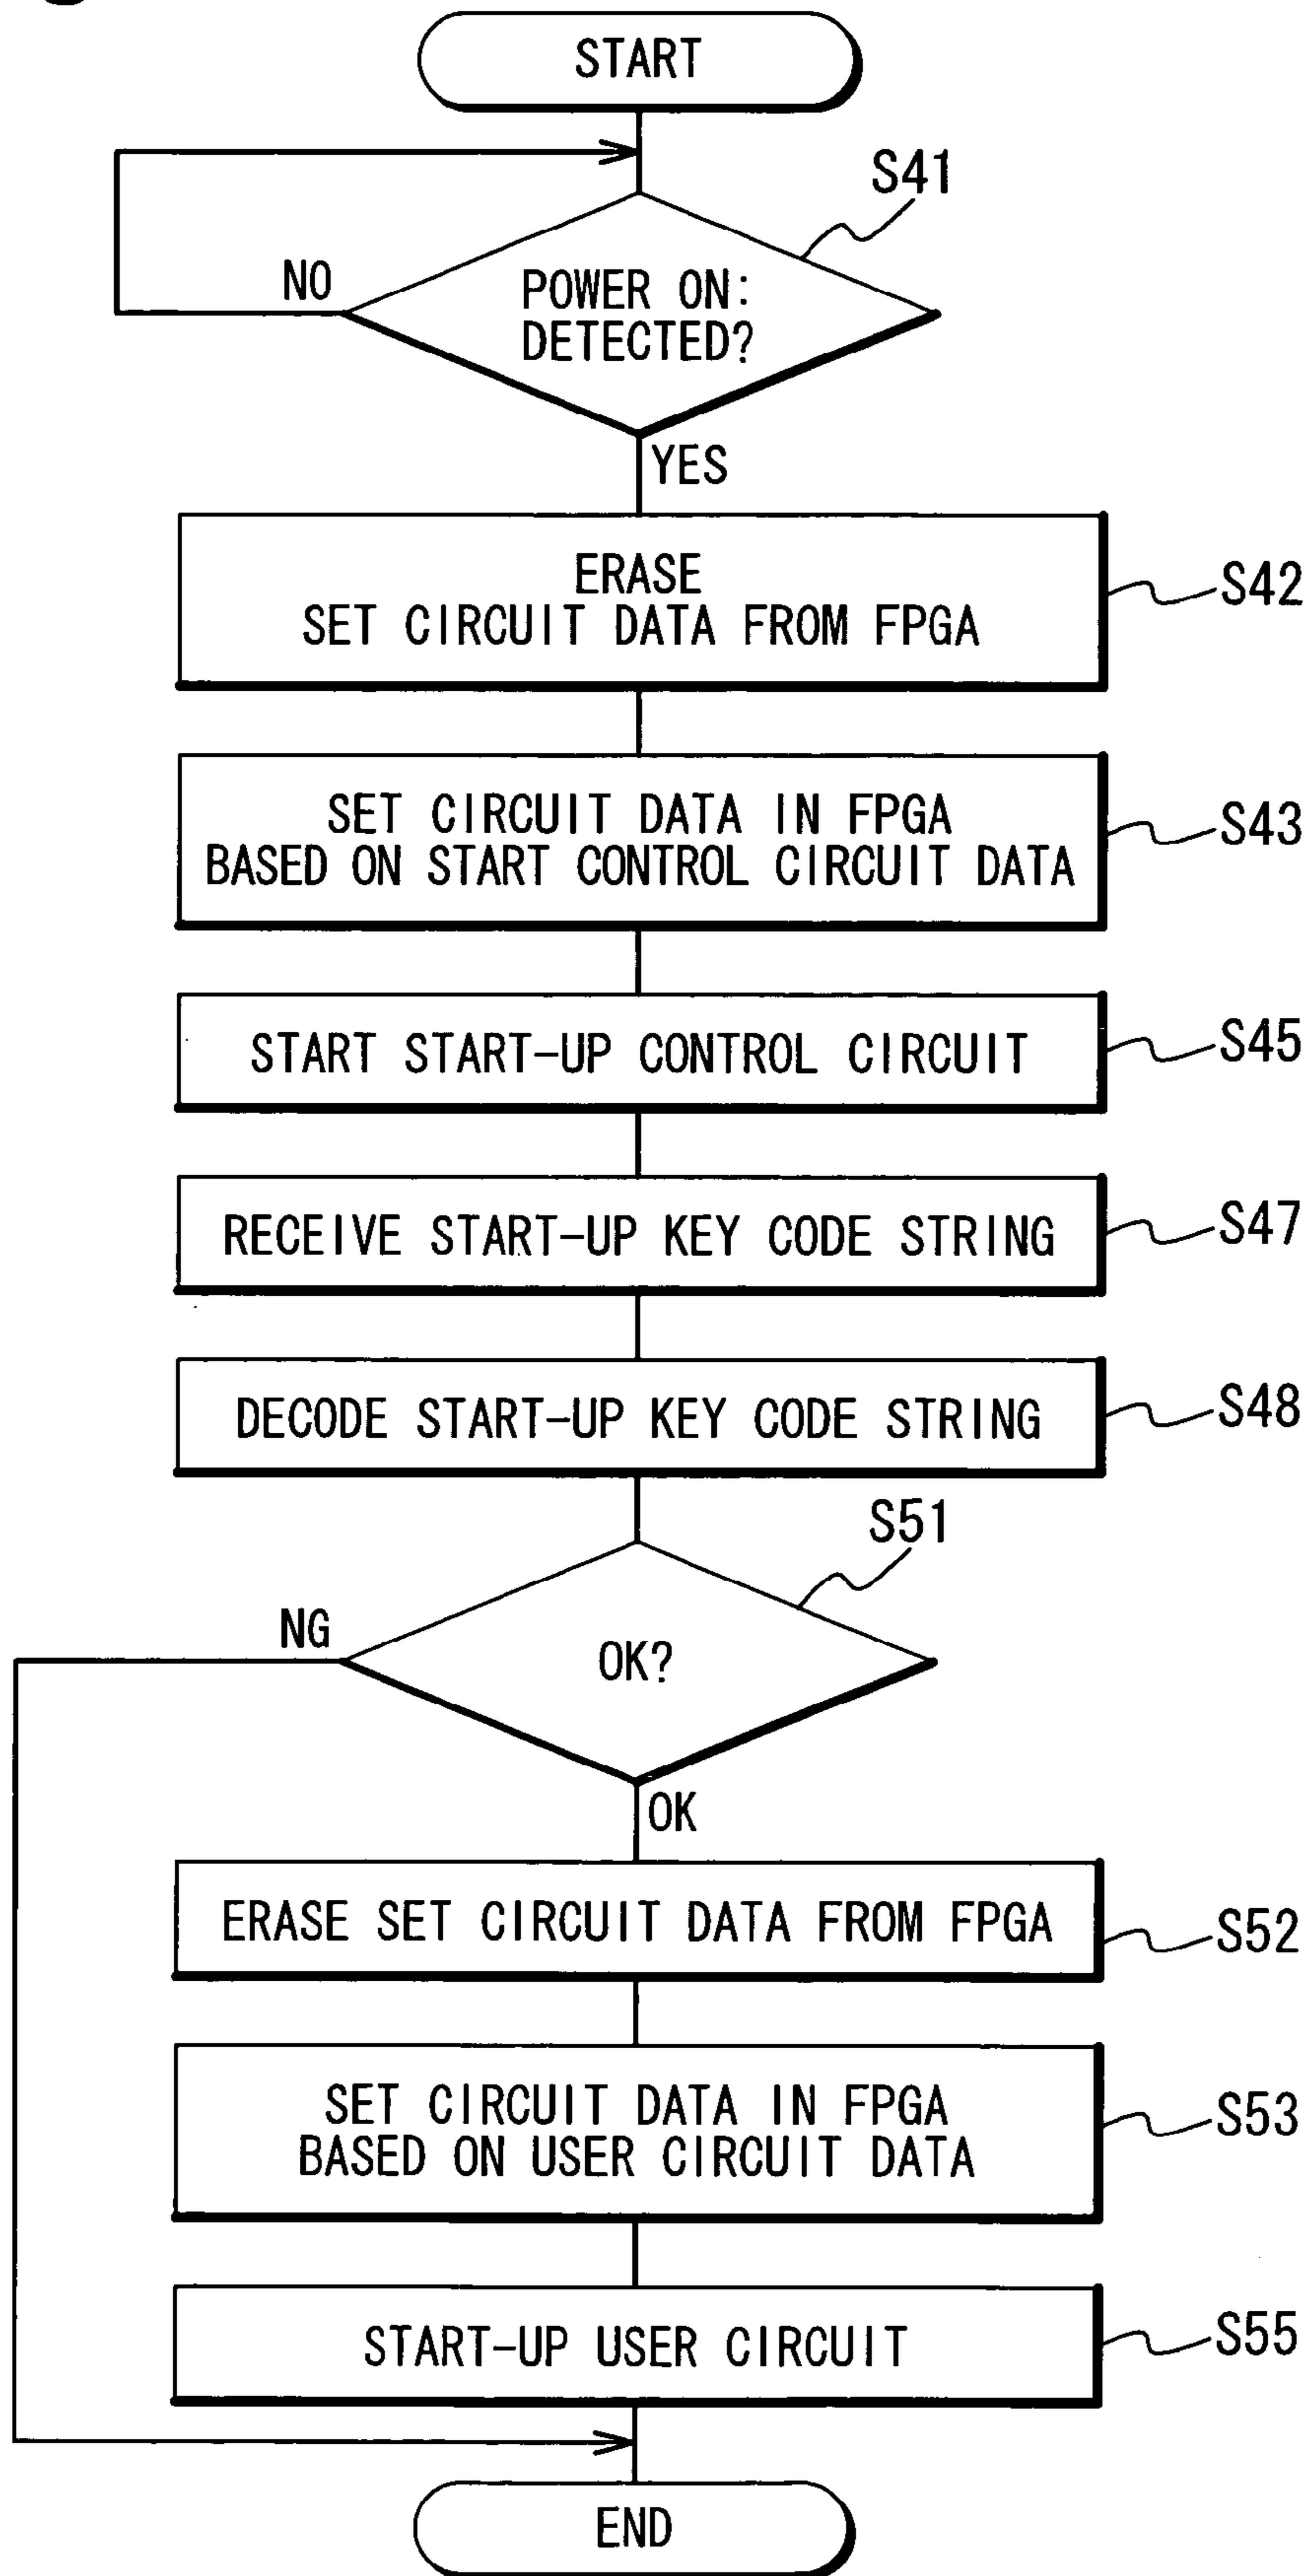 START
S41
NO
POWER ON:
DETECTED?
YES
ERASE
SET CIRCUIT DATA FROM FPGA
S42
SET CIRCUIT DATA IN FPGA
BASED ON START CONTROL CIRCUIT DATA
S43
START START-UP CONTROL CIRCUIT
S45
RECEIVE START-UP KEY CODE STRING
S47
DECODE START-UP KEY CODE STRING
S48
S51
NG
OK?
OK
ERASE SET CIRCUIT DATA FROM FPGA
S52
SET CIRCUIT DATA IN FPGA
BASED ON USER CIRCUIT DATA
S53
START-UP USER CIRCUIT
S55
END